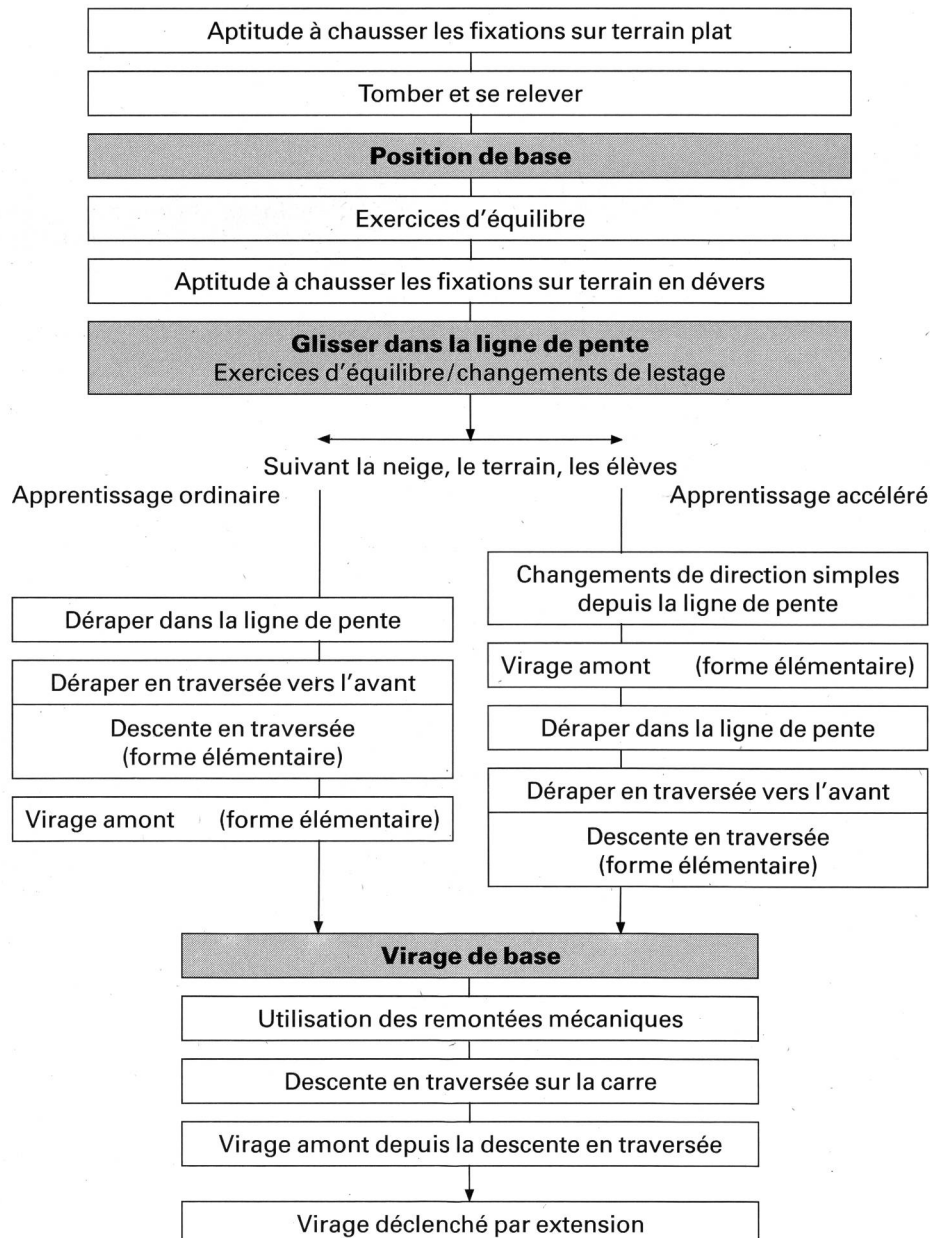 Aptitude à chausser les fixations sur terrain plat
Tomber et se relever
Position de base
Exercices d'équilibre
Aptitude à chausser les fixations sur terrain en dévers
Glisser dans la ligne de pente
Exercices d'équilibre/changements de lestage
Suivant la neige, le terrain, les élèves
Apprentissage ordinaire
Déraper dans la ligne de pente
Déraper en traversée vers l'avant
Descente en traversée
(forme élémentaire)
Virage amont (forme élémentaire)
Apprentissage accéléré
Changements de direction simples
depuis la ligne de pente
Virage amont (forme élémentaire)
Déraper dans la ligne de pente
Déraper en traversée vers l'avant
Descente en traversée
(forme élémentaire)
Virage de base
Utilisation des remontées mécaniques
Descente en traversée sur la carre
Virage amont depuis la descente en traversée
Virage déclenché par extension